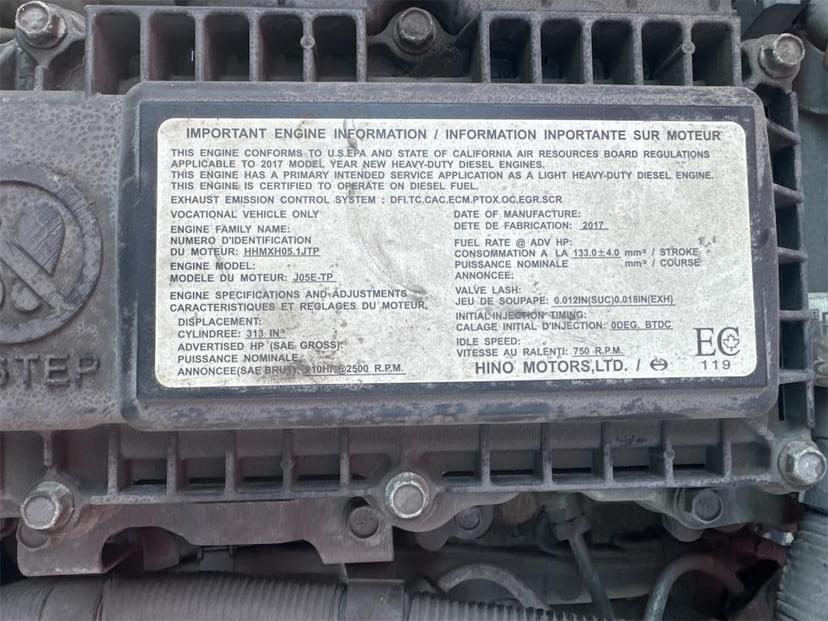 IMPORTANT ENGINE INFORMATION / INFORMATION INPORTANTE SUR MOTEUR
THIS ENGINE CONFORMS TO U.S.EPA AND STATE OF CALIFORNIA AIR RESOURCES BOARD REGULATIONS
APPLICABLE TO 2017 MODEL YEAR NEW HEAVY-DUTY DIESEL ENGINES.
THIS ENGINE HAS A PRIMARY INTENDED SERVICE APPLICATION AS A LIGHT HEAVY-DUTY DIESEL ENGINE.
THIS ENGINE IS CERTIFIED TO OPERATE ON DIESEL FUEL.
EXHAUST EMISSION CONTROL SYSTEM : DFI.TC.CAC.ECM.PTOX.OC.EGR.SCR
VOCATIONAL VEHICLE ONLY
ENGINE FAMILY NAME:
NUMERO D'IDENTIFICATION
DU MOTEUR: HHMXH05.1JTP
ENGINE MODEL:
MODELE DU MOTEUR: J05E-TP
ENGINE SPECIFICATIONS AND ADJUSTMENTS
CARACTERISTIQUES ET REGLAGES DU MOTEUR.
DISPLACEMENT:
CYLINDREE: 313 IN³
ADVERTISED HP (SAE GROSS):
PUISSANCE NOMINALE
ANNONCEE(SAE BRUT): 210HP@2500 R.P.M.
DATE OF MANUFACTURE:
DETE DE FABRICATION: 2017
FUEL RATE @ ADV HP:
CONSOMMATION A LA 133.0±4.0 mm³ / STROKE
PUISSANCE NOMINALE mm³ / COURSE
ANNONCEE:
VALVE LASH:
JEU DE SOUPAPE: 0.012IN(SUC)0.018IN(EXH)
INITIAL INJECTION TIMING:
CALAGE INITIAL D'INJECTION: 0DEG. BTDC
IDLE SPEED:
VITESSE AU RALENTI: 750 R.P.M.
HINO MOTORS,LTD. /
EC
119
STEP